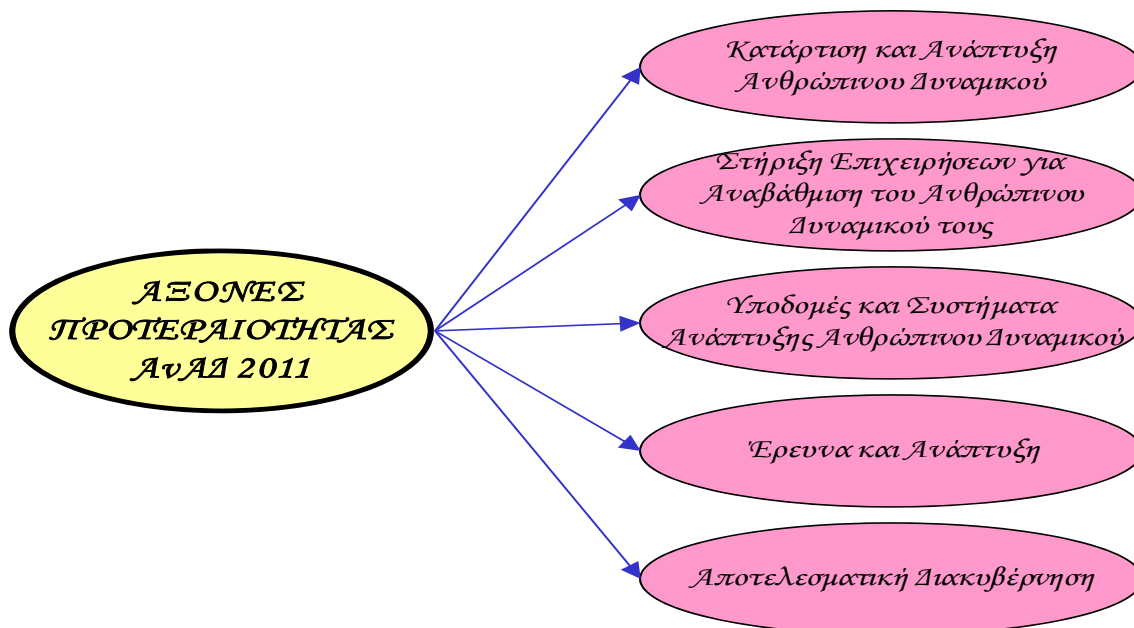 ΑΞΟΝΕΣ
ΠΡΟΤΕΡΑΙΟΤΗΤΑΣ
ΑνΑΔ 2011
Κατάρτιση και Ανάπτυξη
Ανθρώπινου Δυναμικού
Στήριξη Επιχειρήσεων για
Αναβάθμιση του Ανθρώπινου
Δυναμικού τους
Υποδομές και Συστήματα
Ανάπτυξης Ανθρώπινου Δυναμικού
Έρευνα και Ανάπτυξη
Αποτελεσματική Διακυβέρνηση